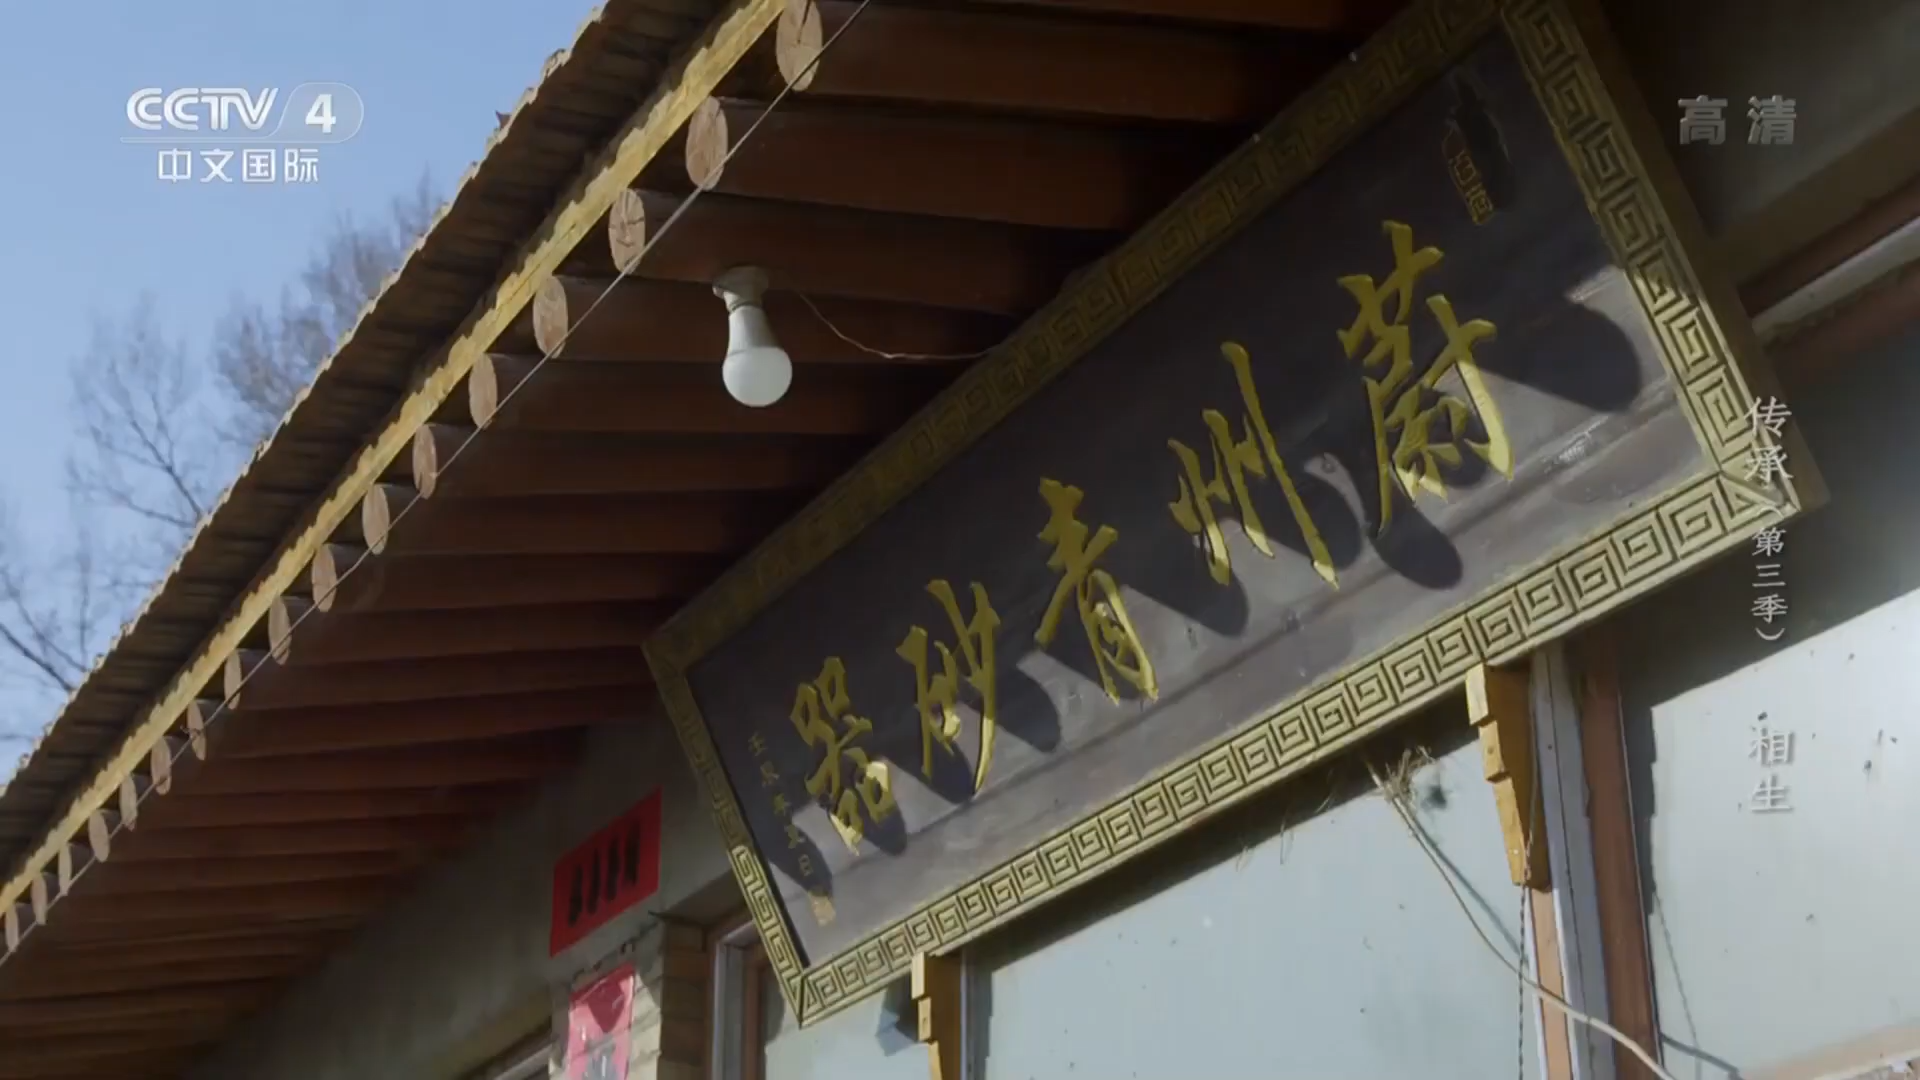 CCTV 4
中文国际
高清
蔚州青砂器
传承(第三季)
相生